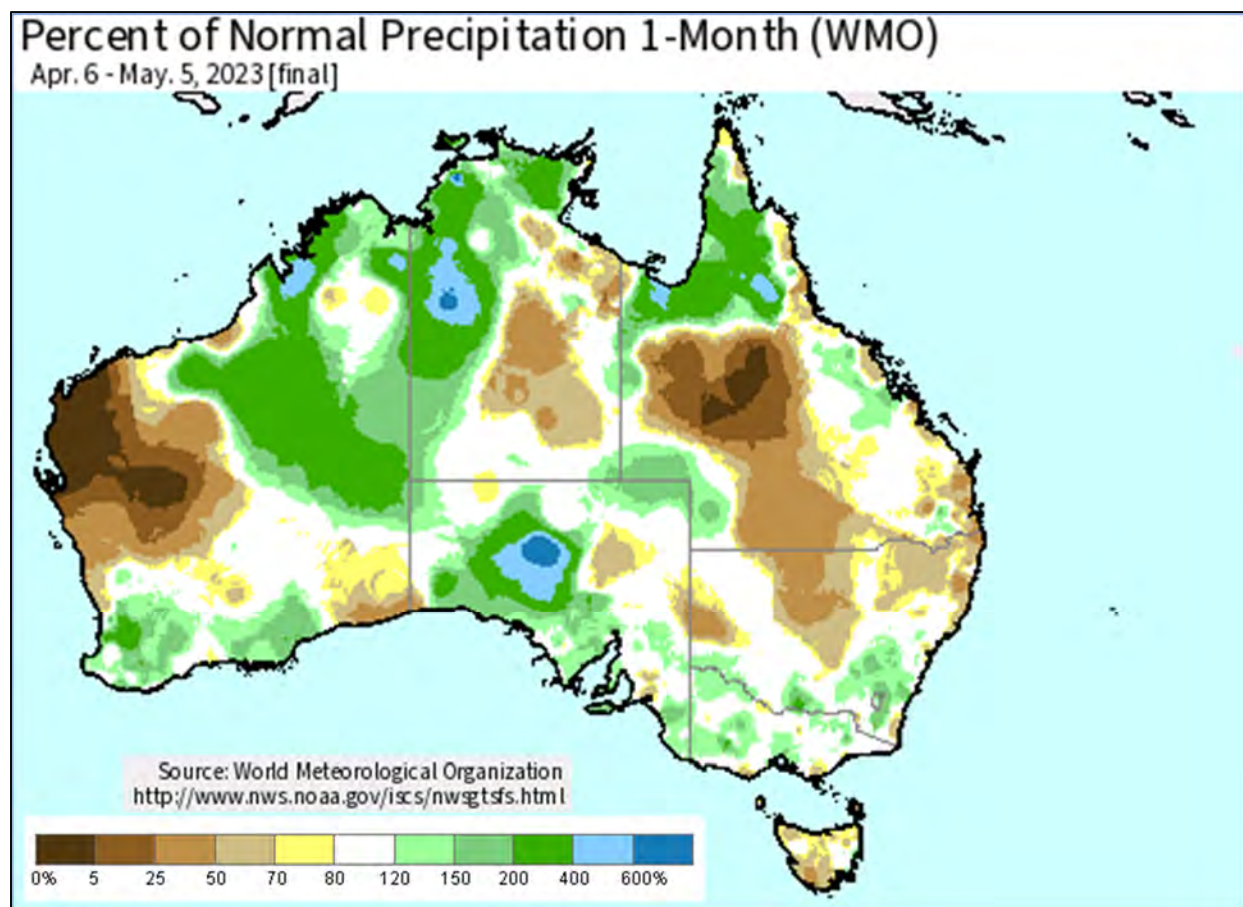 Percent of Normal Precipitation 1-Month (WMO)
Apr. 6 - May. 5, 2023 [final]
Source: World Meteorological Organization
http://www.nws.noaa.gov/iscs/nwsgtsfs.html
0% 5 25 50 70 80 120 150 200 400 600%